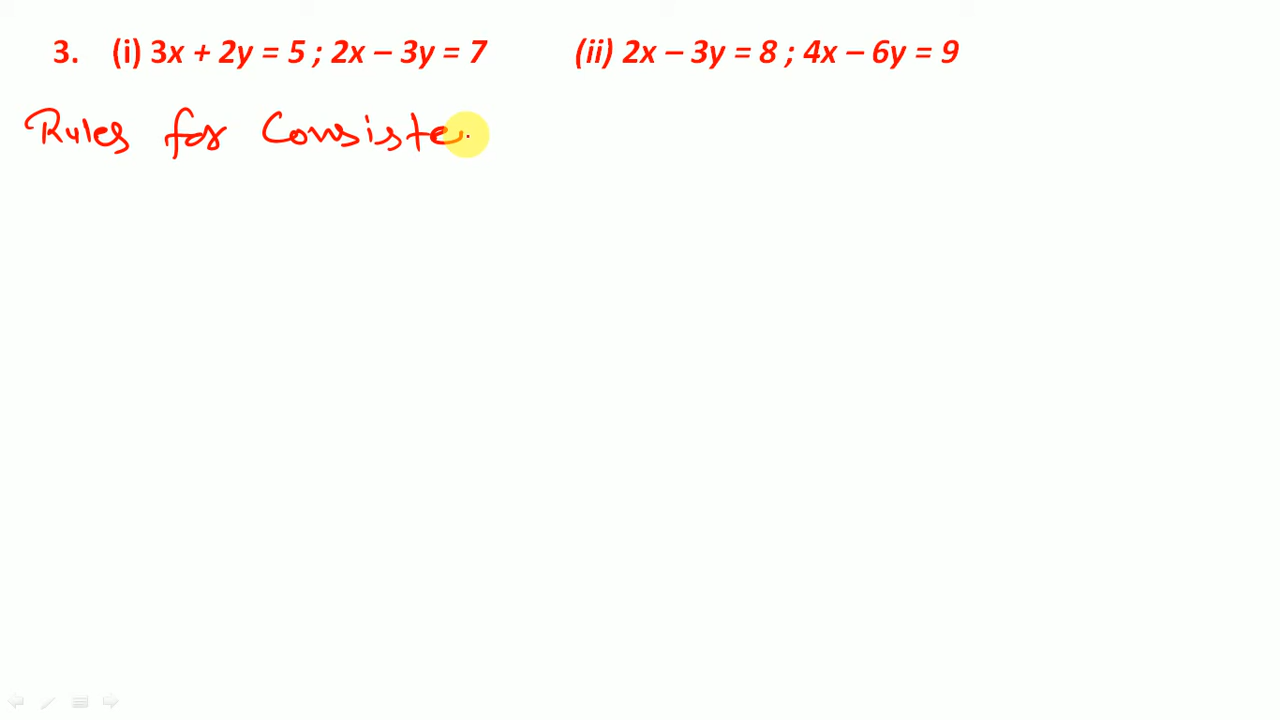 3. (i) 3x + 2y = 5 ; 2x – 3y = 7 (ii) 2x – 3y = 8 ; 4x – 6y = 9
Rules for Consiste